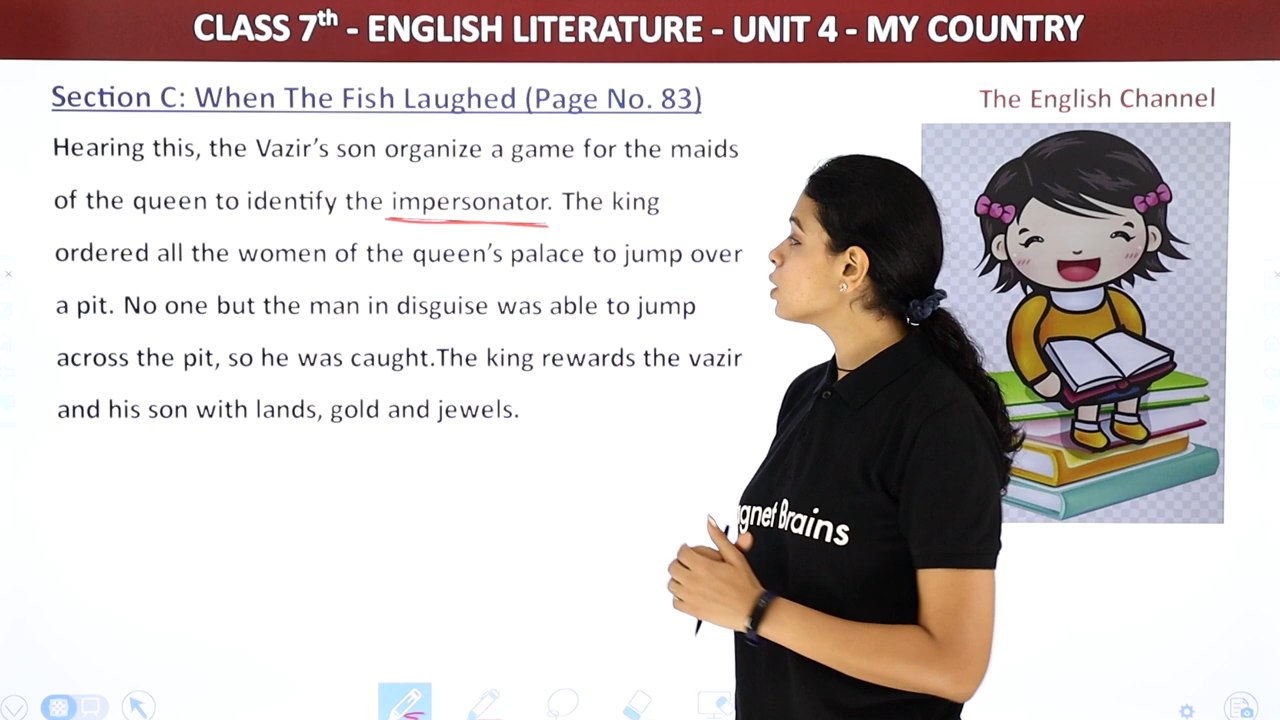 CLASS 7th - ENGLISH LITERATURE - UNIT 4 - MY COUNTRY
Section C: When The Fish Laughed (Page No. 83)
The English Channel
Hearing this, the Vazir's son organize a game for the maids
of the queen to identify the impersonator. The king
ordered all the women of the queen's palace to jump over
a pit. No one but the man in disguise was able to jump
across the pit, so he was caught.The king rewards the vazir
and his son with lands, gold and jewels.
gnet Brains